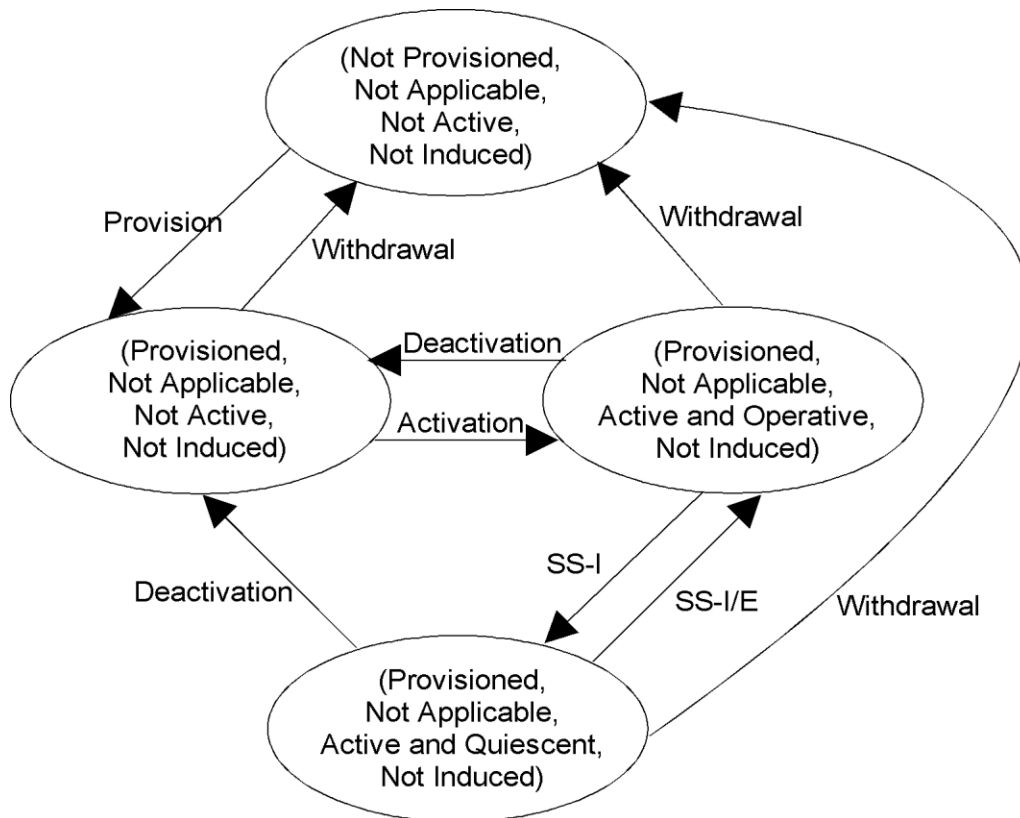 (Not Provisioned,
Not Applicable,
Not Active,
Not Induced)
Provision
Withdrawal
Withdrawal
(Provisioned,
Not Applicable,
Not Active,
Not Induced)
Deactivation
Activation
(Provisioned,
Not Applicable,
Active and Operative,
Not Induced)
Deactivation
SS-I
SS-I/E
Withdrawal
(Provisioned,
Not Applicable,
Active and Quiescent,
Not Induced)